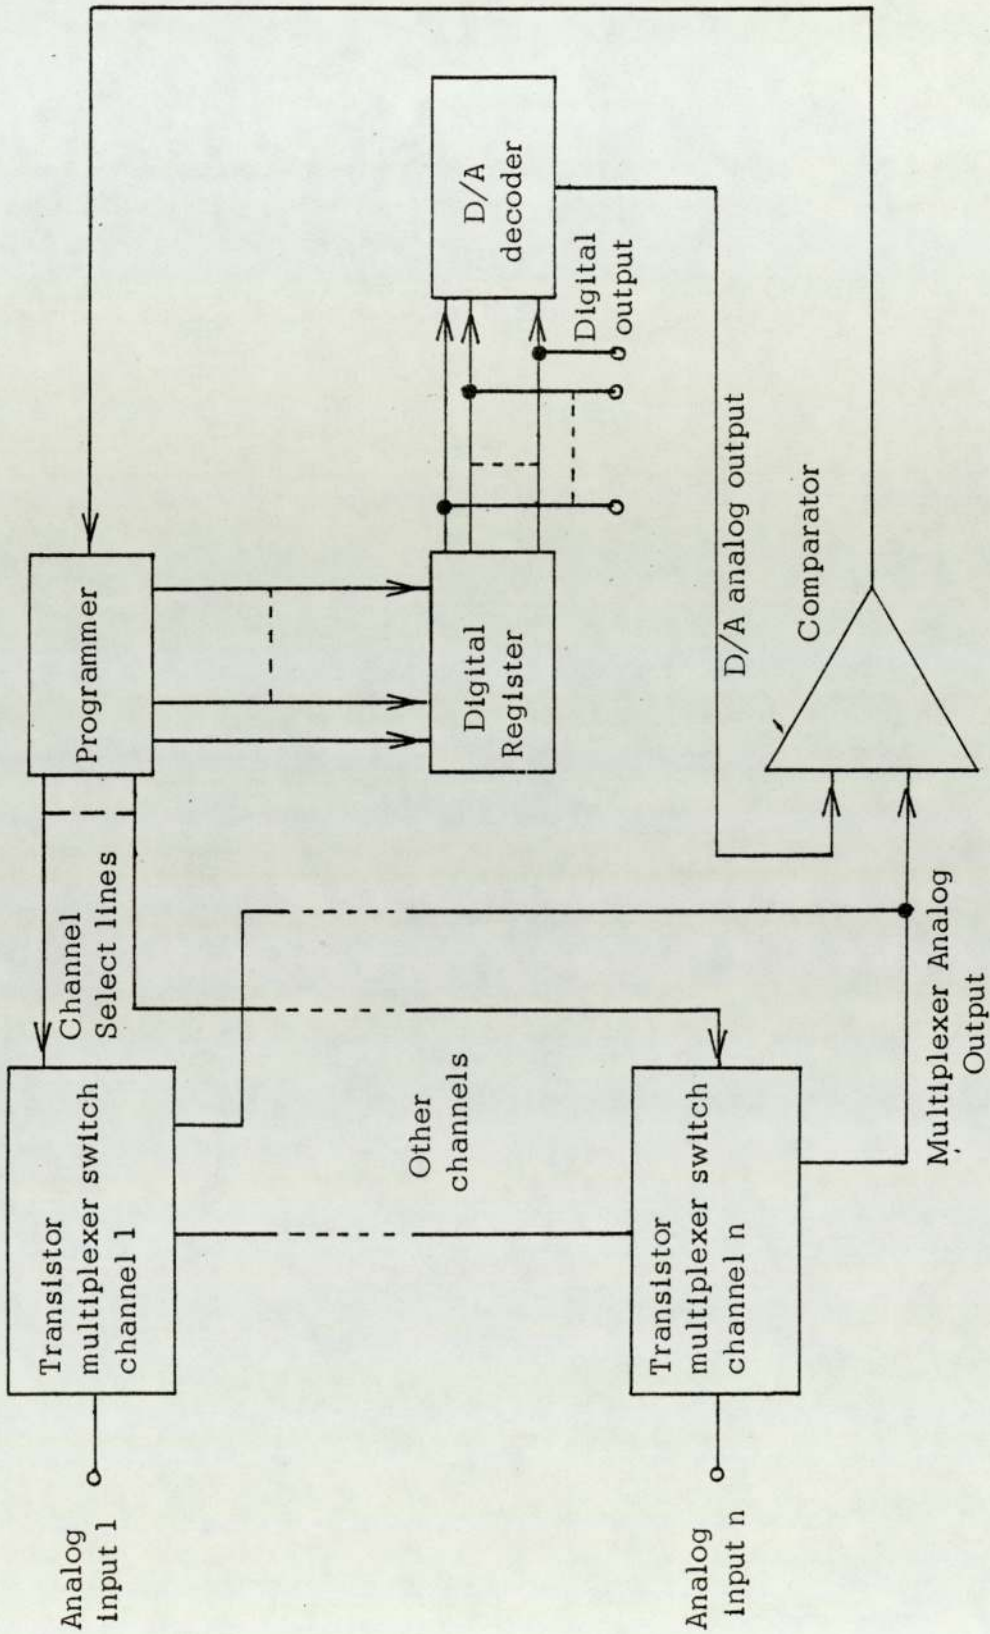 Analog
input 1
Transistor
multiplexer switch
channel 1
Channel
Select lines
Programmer
Other
channels
Digital
Register
D/A
decoder
Digital
output
Analog
input n
Transistor
multiplexer switch
channel n
D/A analog output
Comparator
Multiplexer Analog
Output